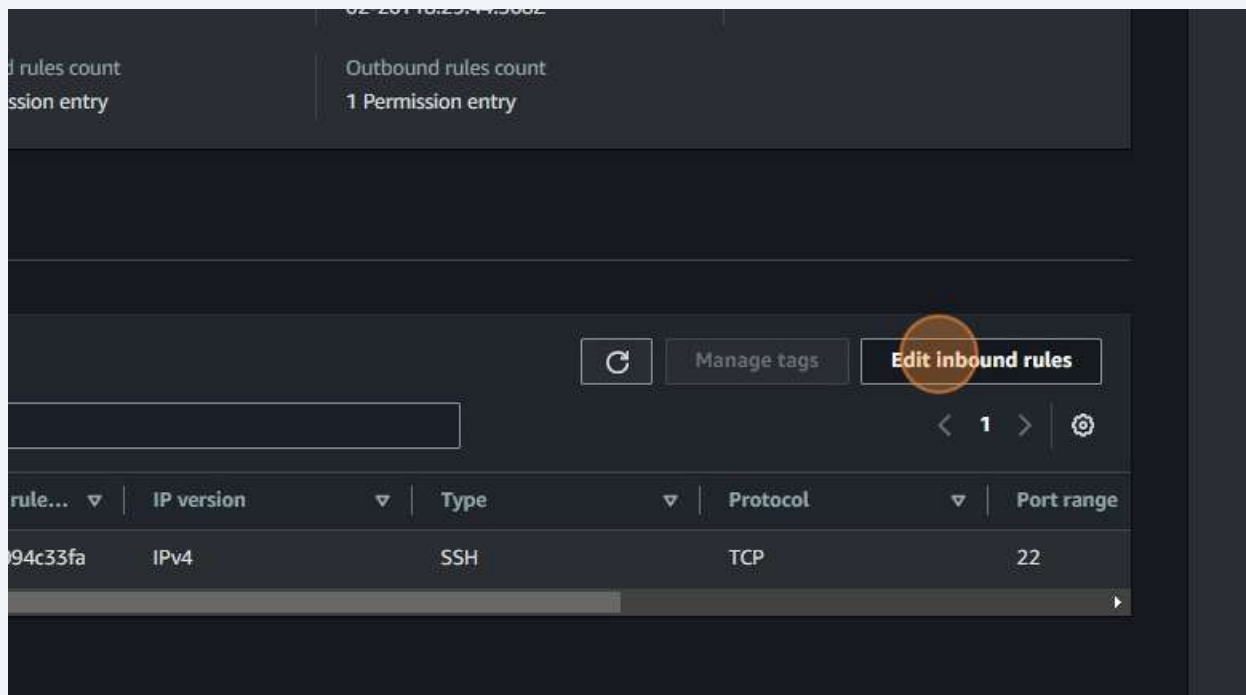 d rules count
Outbound rules count
ssion entry
1 Permission entry
Manage tags
Edit inbound rules
1
rule...
IP version
Type
Protocol
Port range
094c33fa
IPv4
SSH
TCP
22